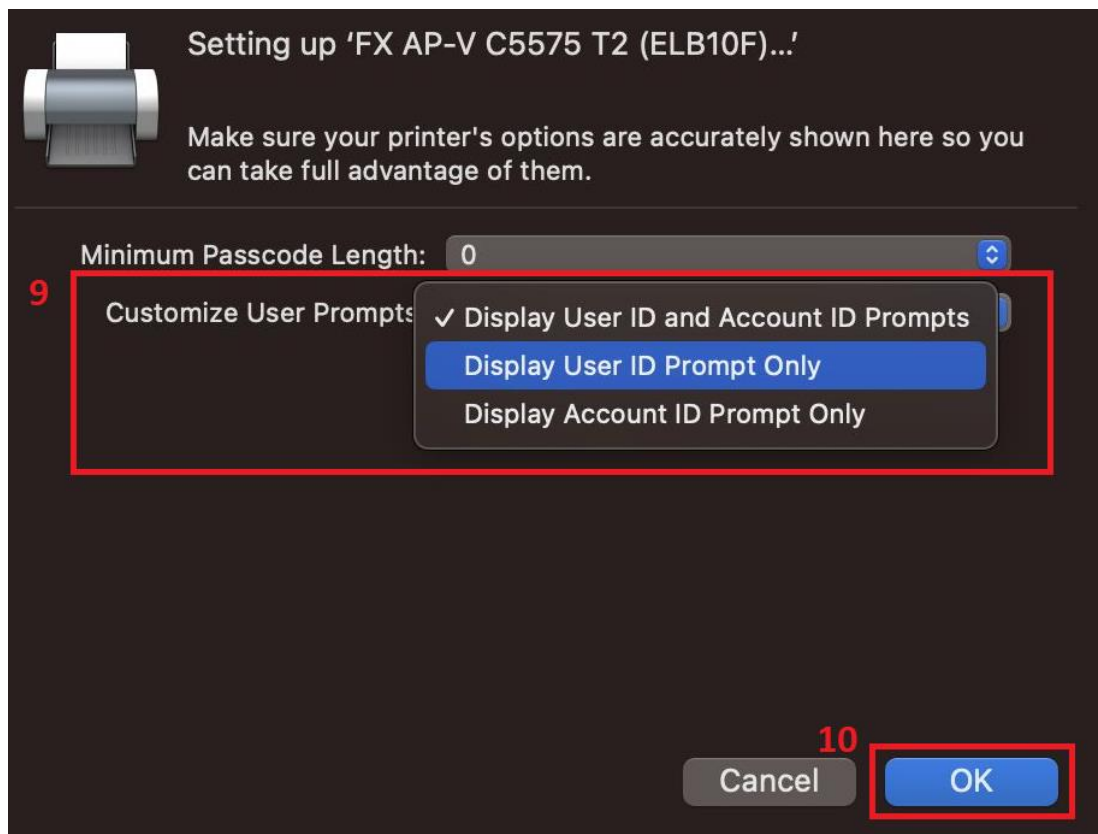 Setting up ‘FX AP-V C5575 T2 (ELB10F)...’
Make sure your printer's options are accurately shown here so you
can take full advantage of them.
Minimum Passcode Length: 0
9
Customize User Prompts
✓ Display User ID and Account ID Prompts
Display User ID Prompt Only
Display Account ID Prompt Only
10
Cancel OK